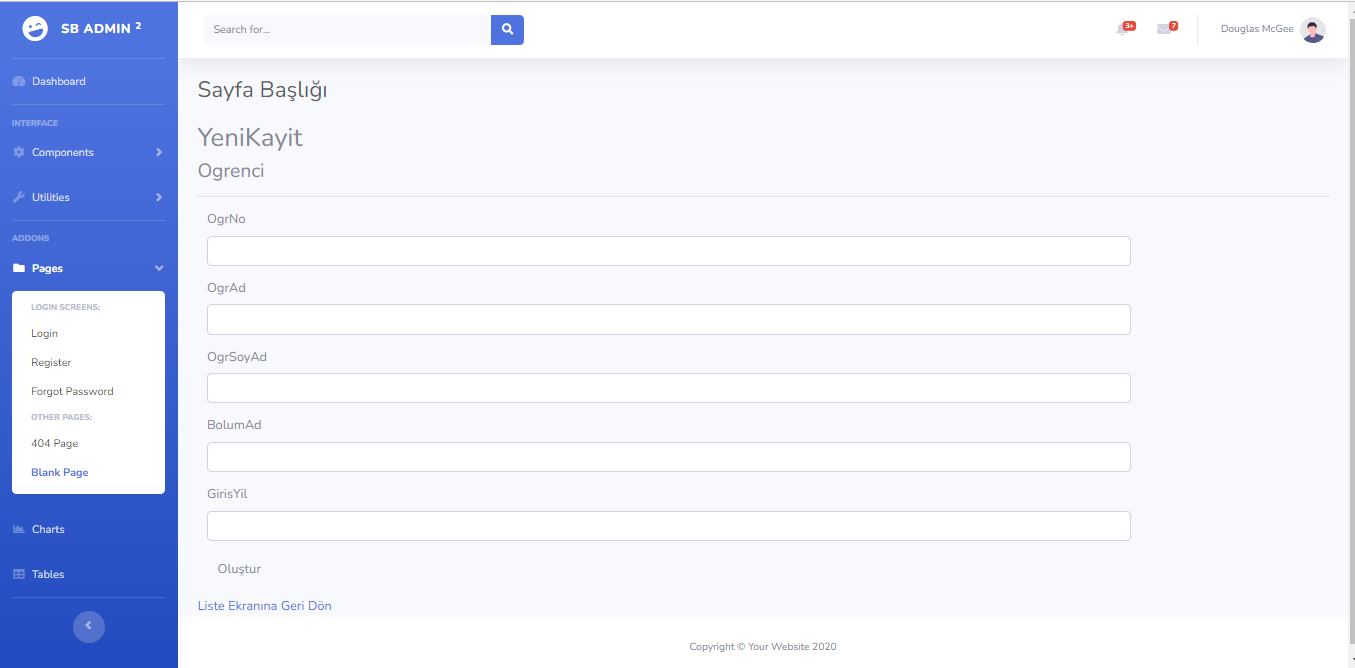 SB ADMIN 2
Search for...
3+
7
Douglas McGee
Dashboard
INTERFACE
Components
Utilities
ADDONS
Pages
LOGIN SCREENS:
Login
Register
Forgot Password
OTHER PAGES:
404 Page
Blank Page
Charts
Tables
Sayfa Başlığı
YeniKayit
Ogrenci
OgrNo
OgrAd
OgrSoyAd
BolumAd
GirisYil
Oluştur
Liste Ekranına Geri Dön
Copyright © Your Website 2020